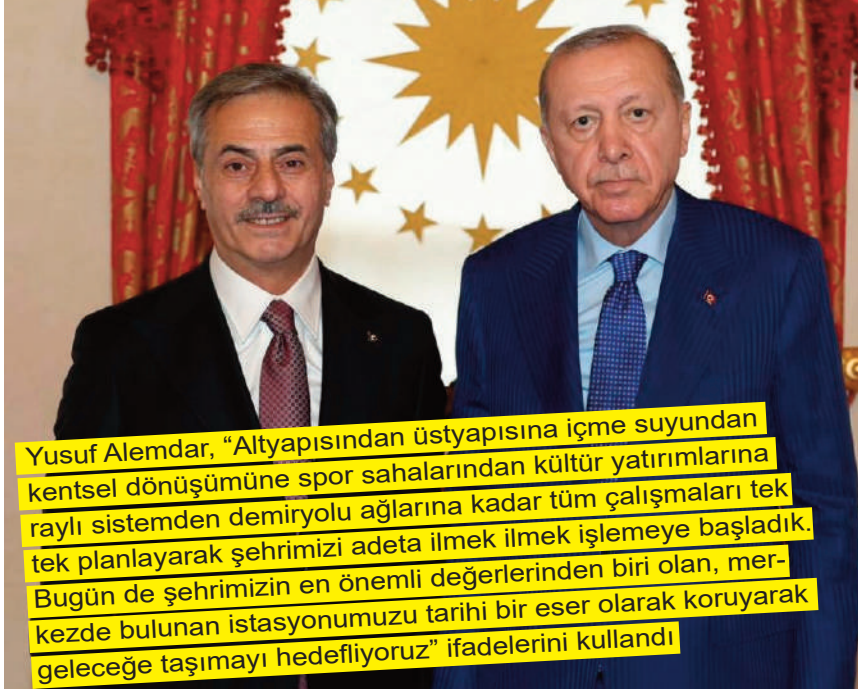 Yusuf Alemdar, “Altyapısından üstyapısına içme suyundan
kentsel dönüşümüne spor sahalarından kültür yatırımlarına
raylı sistemden demiryolu ağlarına kadar tüm çalışmaları tek
tek planlayarak şehrimizi adeta ilmek ilmek işlemeye başladık.
Bugün de şehrimizin en önemli değerlerinden biri olan, mer-
kezde bulunan istasyonumuzu tarihi bir eser olarak koruyarak
geleceğe taşımayı hedefliyoruz” ifadelerini kullandı